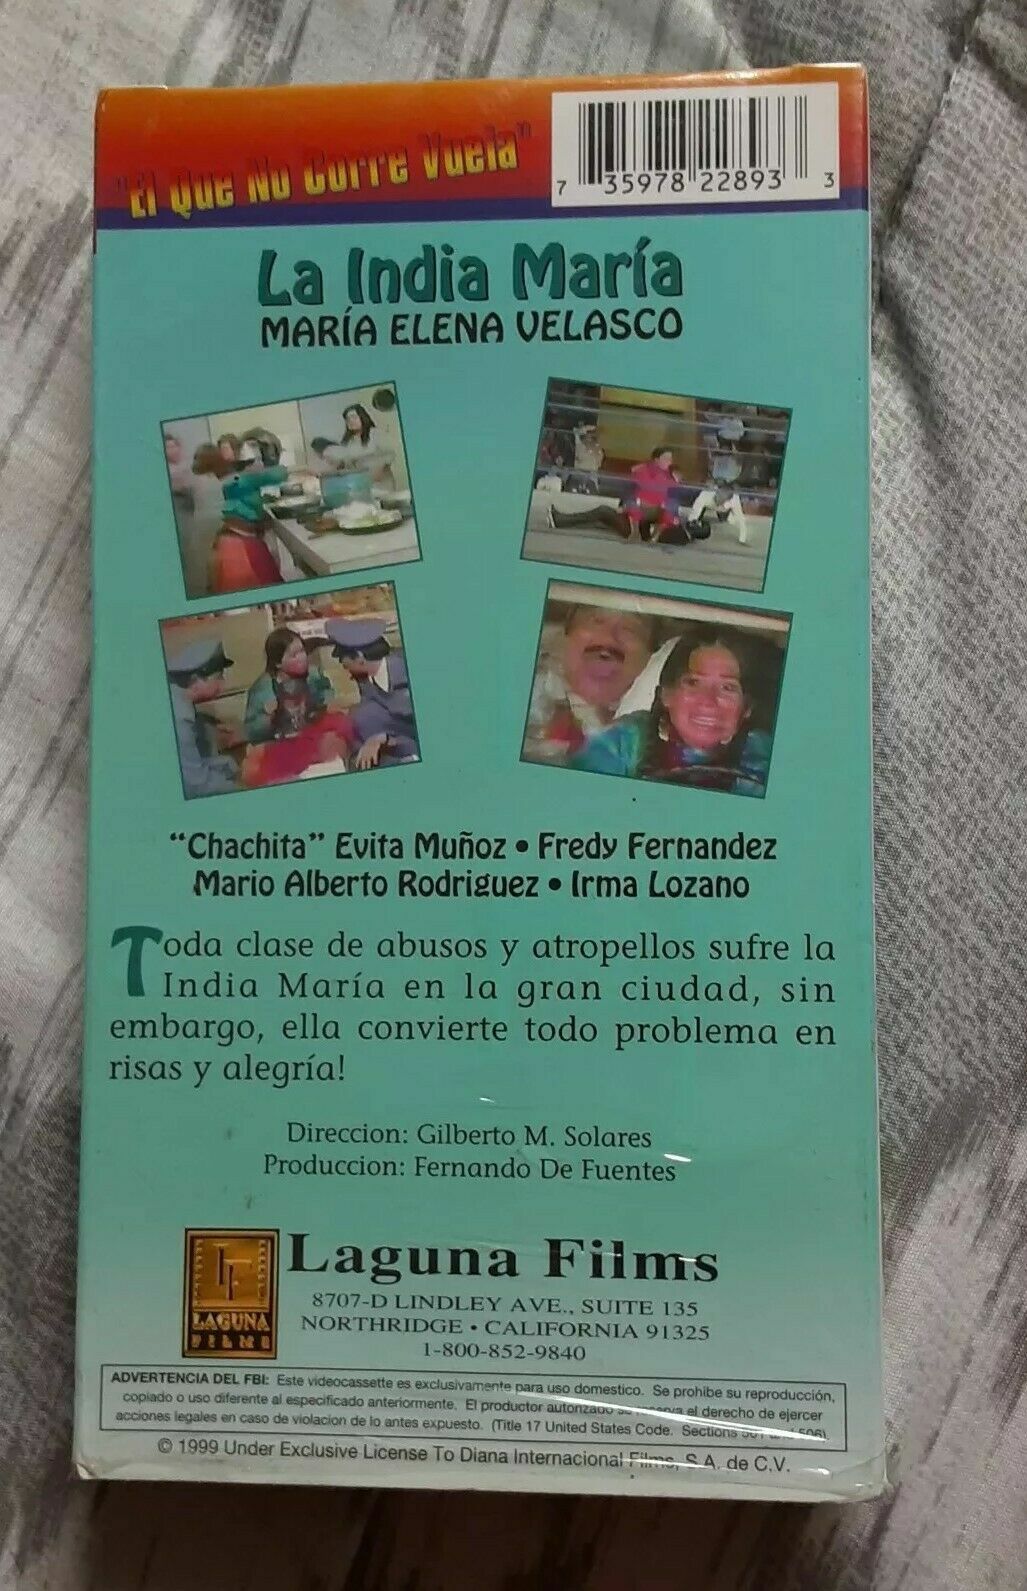 "El Que No Corre Vuela"
7 35978 22893 3
La India María
MARÍA ELENA VELASCO
“Chachita” Evita Muñoz • Fredy Fernandez
Mario Alberto Rodriguez • Irma Lozano
Toda clase de abusos y atropellos sufre la
India María en la gran ciudad, sin
embargo, ella convierte todo problema en
risas y alegría!
Direccion: Gilberto M. Solares
Produccion: Fernando De Fuentes
LF
LAGUNA
FILMS
Laguna Films
8707-D LINDLEY AVE., SUITE 135
NORTHRIDGE • CALIFORNIA 91325
1-800-852-9840
ADVERTENCIA DEL FBI: Este videocassette es exclusivamente para uso domestico. Se prohibe su reproducción,
copiado o uso diferente al especificado anteriormente. El productor autorizado se reserva el derecho de ejercer
acciones legales en caso de violacion de lo antes expuesto. (Title 17 United States Code. Sections 501 and 506).
© 1999 Under Exclusive License To Diana Internacional Films, S.A. de C.V.